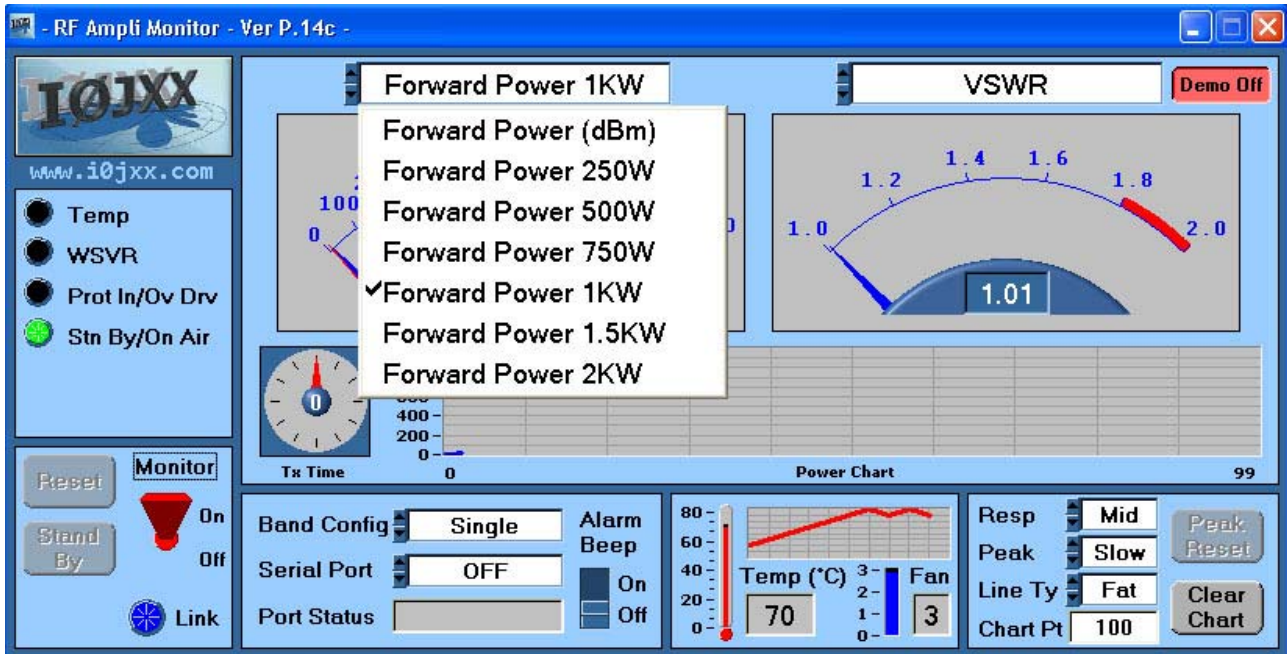 - RF Ampli Monitor - Ver P.14c -
IØJXX
www.i0jxx.com
Temp
WSVR
Prot In/Ov Drv
Stn By/On Air
Forward Power 1KW
VSWR
Demo Off
Forward Power (dBm)
Forward Power 250W
Forward Power 500W
Forward Power 750W
Forward Power 1KW
Forward Power 1.5KW
Forward Power 2KW
100
0
1.0
1.2
1.4
1.6
1.8
2.0
1.01
0
Tx Time
400
200
0
0
Power Chart
99
Reset
Stand By
Monitor
On
Off
Link
Band Config
Single
Serial Port
OFF
Port Status
Alarm Beep
On
Off
80
60
40
20
0
Temp (°C)
70
3
2
1
0
Fan
3
Resp
Mid
Peak
Slow
Line Ty
Fat
Chart Pt
100
Peak Reset
Clear Chart